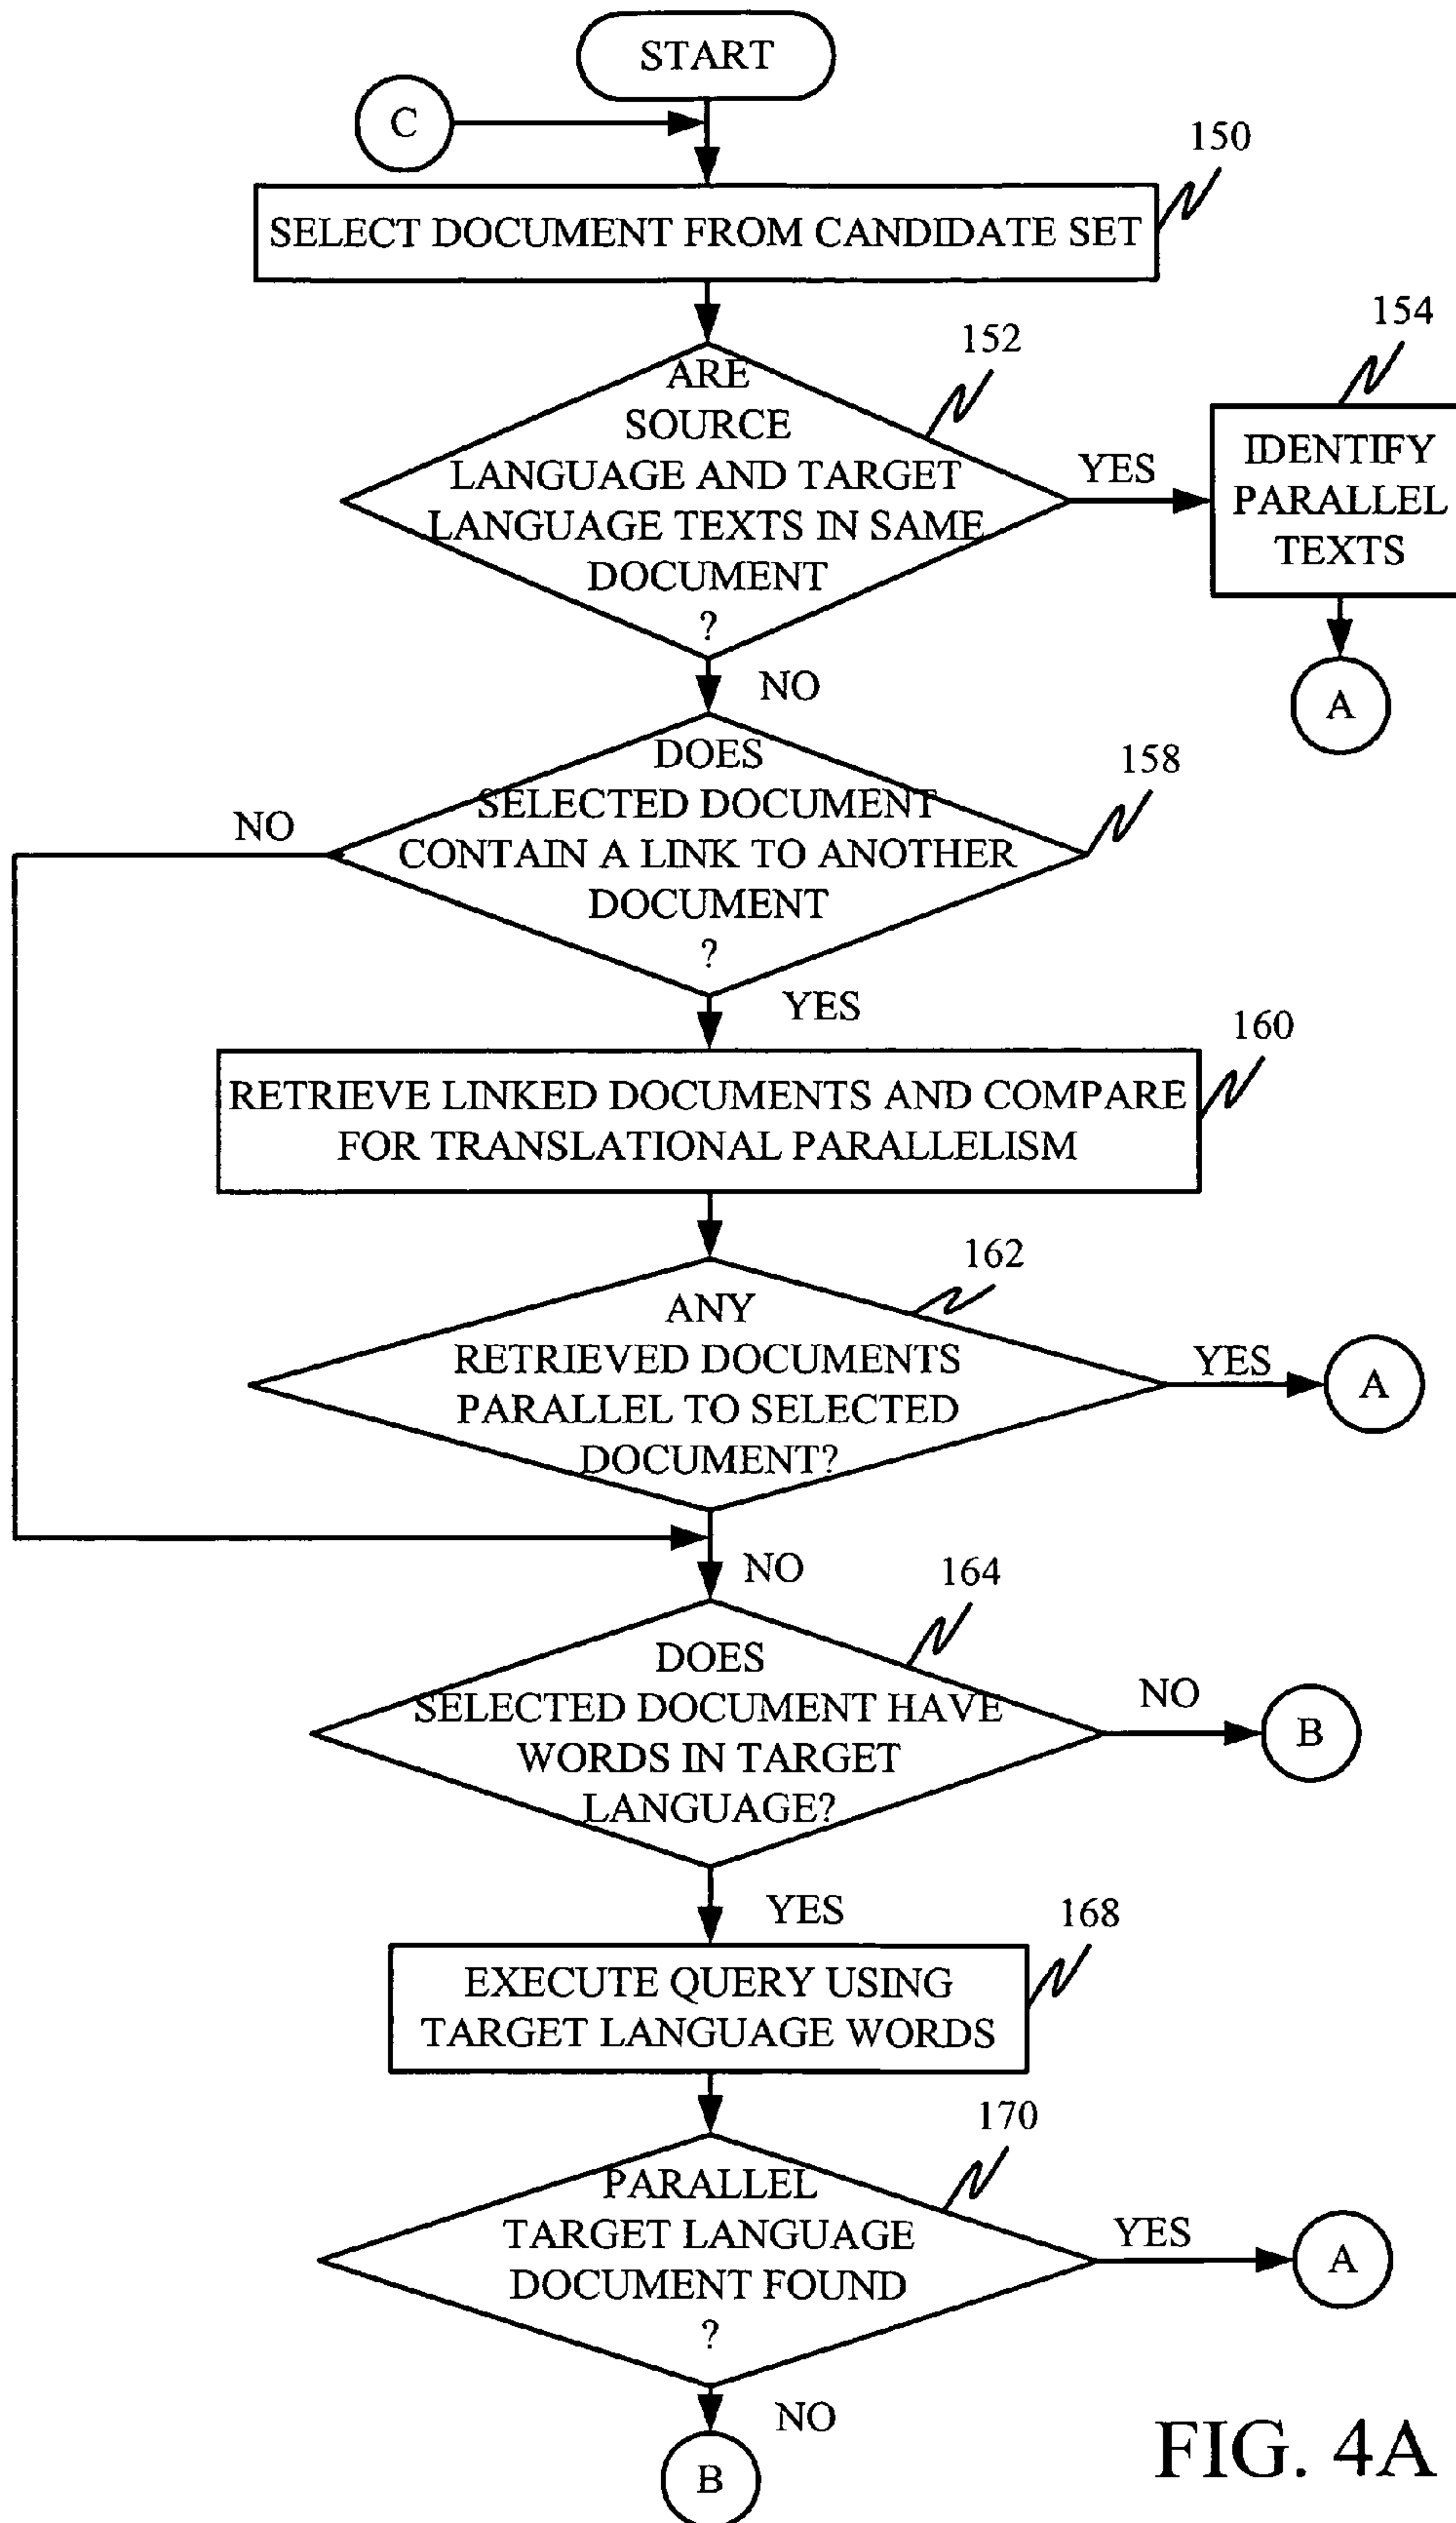 START
C
150
SELECT DOCUMENT FROM CANDIDATE SET
152
154
ARE
SOURCE
LANGUAGE AND TARGET
LANGUAGE TEXTS IN SAME
DOCUMENT
?
YES
IDENTIFY
PARALLEL
TEXTS
A
NO
158
DOES
SELECTED DOCUMENT
CONTAIN A LINK TO ANOTHER
DOCUMENT
?
NO
YES
160
RETRIEVE LINKED DOCUMENTS AND COMPARE
FOR TRANSLATIONAL PARALLELISM
162
ANY
RETRIEVED DOCUMENTS
PARALLEL TO SELECTED
DOCUMENT?
YES
A
NO
164
DOES
SELECTED DOCUMENT HAVE
WORDS IN TARGET
LANGUAGE?
NO
B
YES
168
EXECUTE QUERY USING
TARGET LANGUAGE WORDS
170
PARALLEL
TARGET LANGUAGE
DOCUMENT FOUND
?
YES
A
NO
B
FIG. 4A